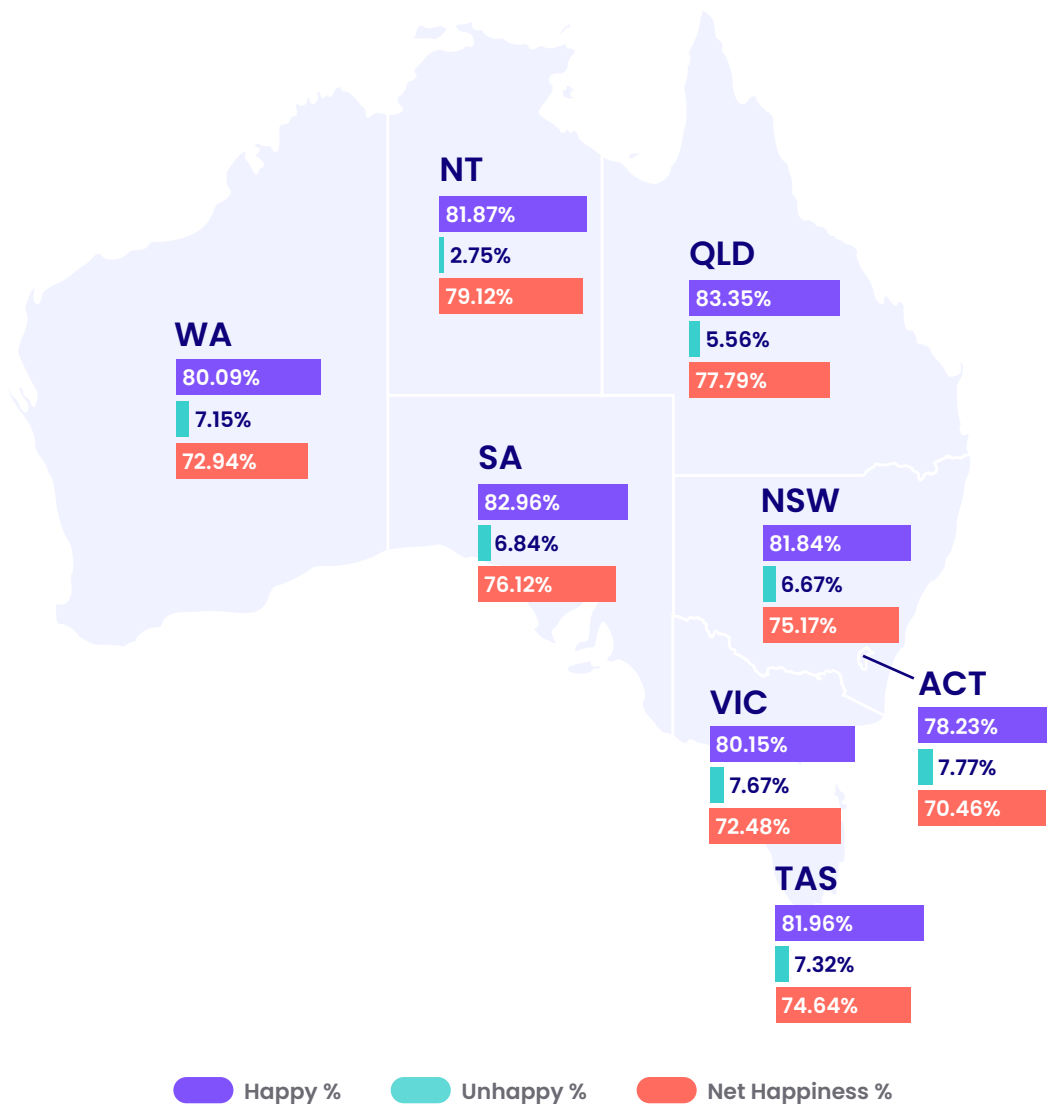 NT
81.87%
2.75%
79.12%
QLD
83.35%
5.56%
77.79%
WA
80.09%
7.15%
72.94%
SA
82.96%
6.84%
76.12%
NSW
81.84%
6.67%
75.17%
ACT
78.23%
7.77%
70.46%
VIC
80.15%
7.67%
72.48%
TAS
81.96%
7.32%
74.64%
Happy % Unhappy % Net Happiness %